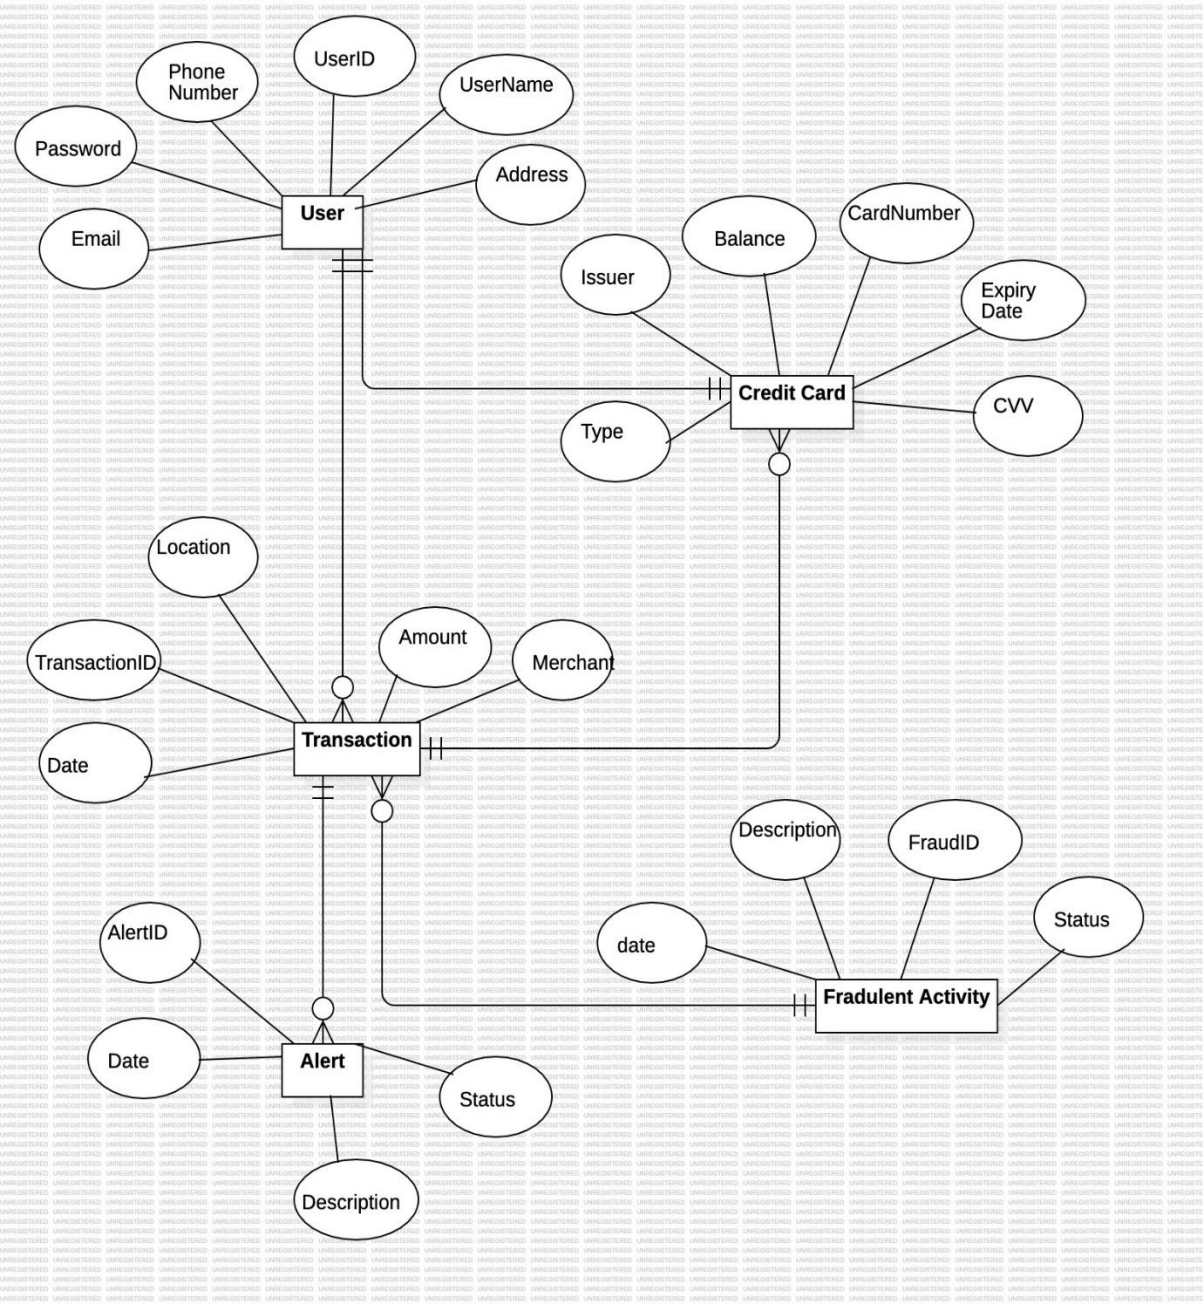 UserID
Phone
Number
UserName
Password
Address
User
Email
CardNumber
Balance
Issuer
Expiry
Date
Credit Card
CVV
Type
Location
Amount
TransactionID
Merchant
Transaction
Date
Description
FraudID
Status
AlertID
date
Fradulent Activity
Date
Alert
Status
Description
UNREGISTERED